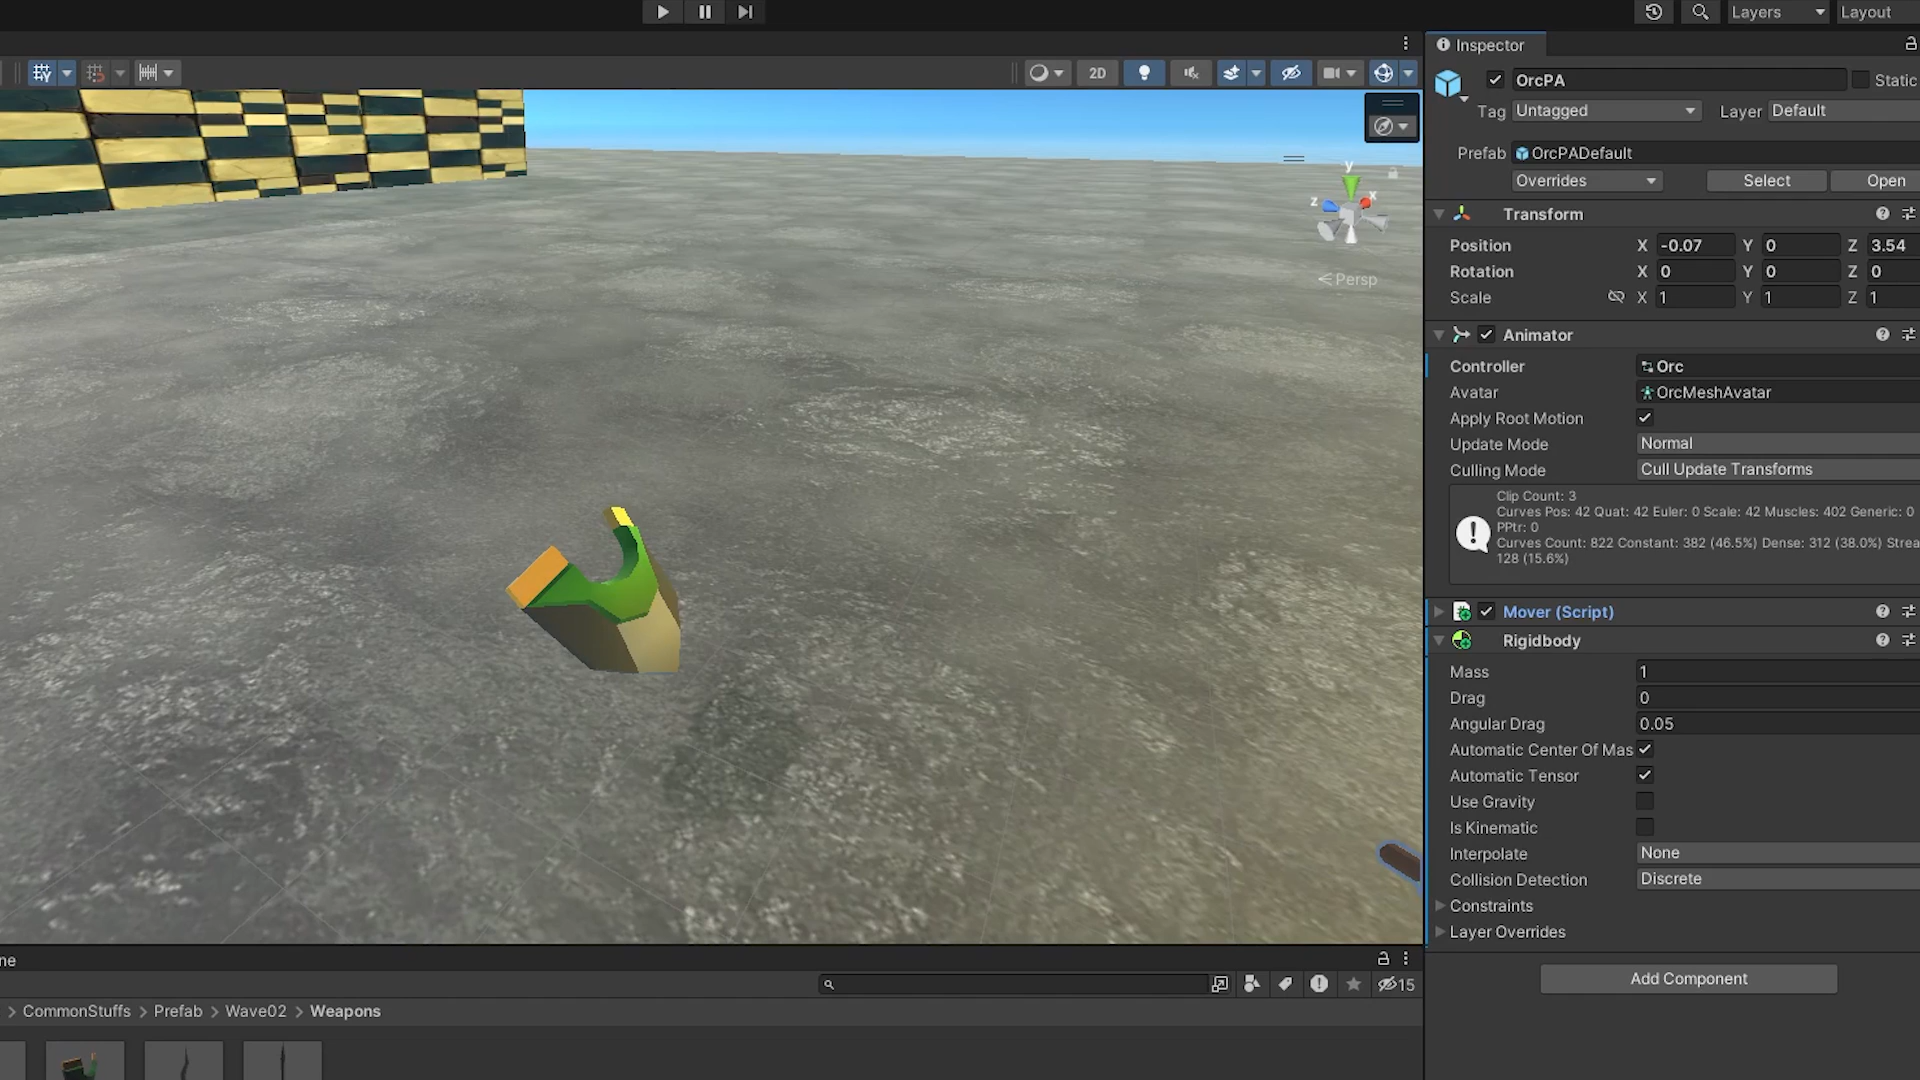 Layers
Layout
Inspector
2D
OrcPA
Static
Tag Untagged Layer Default
Prefab OrcPADefault
Overrides Select Open
Transform
Position X -0.07 Y 0 Z 3.54
Rotation X 0 Y 0 Z 0
Scale X 1 Y 1 Z 1
y
x
z
Persp
Animator
Controller Orc
Avatar OrcMeshAvatar
Apply Root Motion
Update Mode Normal
Culling Mode Cull Update Transforms
Clip Count: 3
Curves Pos: 42 Quat: 42 Euler: 0 Scale: 42 Muscles: 402 Generic: 0
PPtr: 0
Curves Count: 822 Constant: 382 (46.5%) Dense: 312 (38.0%) Strea
128 (15.6%)
Mover (Script)
Rigidbody
Mass 1
Drag 0
Angular Drag 0.05
Automatic Center Of Mas
Automatic Tensor
Use Gravity
Is Kinematic
Interpolate None
Collision Detection Discrete
Constraints
Layer Overrides
Add Component
ne
15
> CommonStuffs > Prefab > Wave02 > Weapons